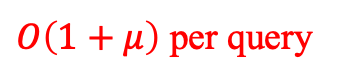 O(1 + μ) per query